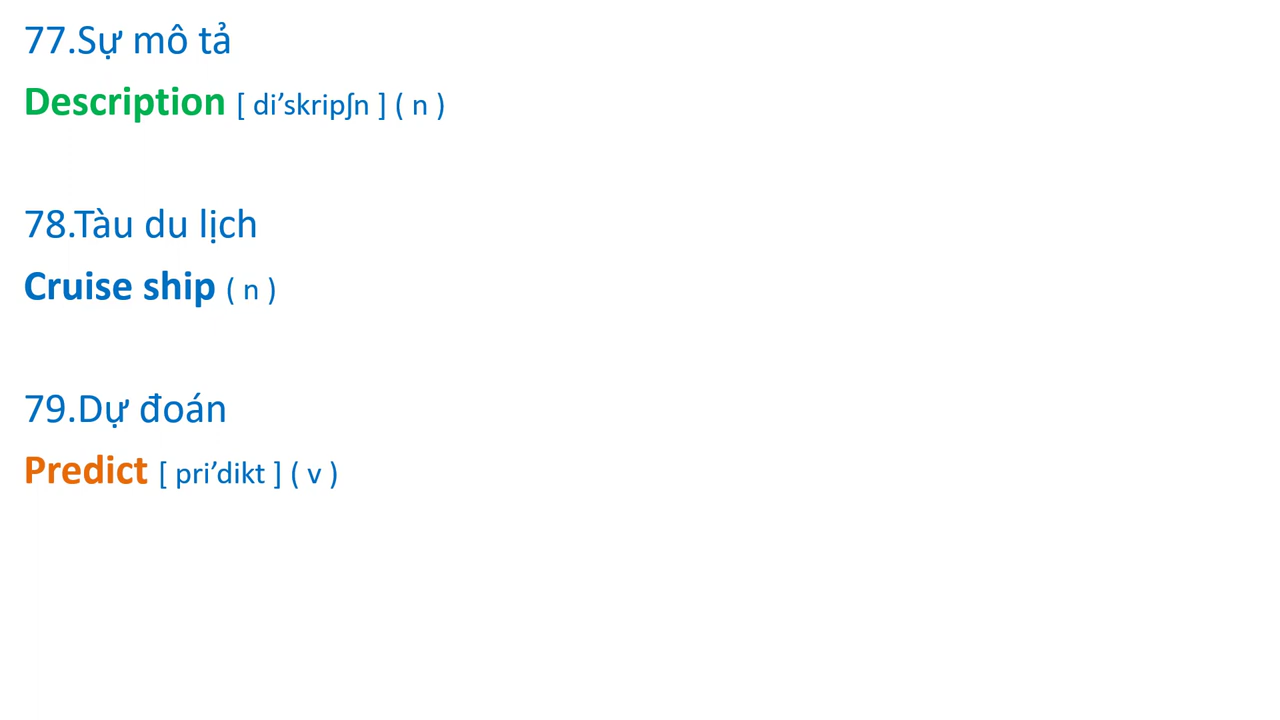 77.Sự mô tả
Description [ di’skripʃn ] ( n )
78.Tàu du lịch
Cruise ship ( n )
79.Dự đoán
Predict [ pri’dikt ] ( v )